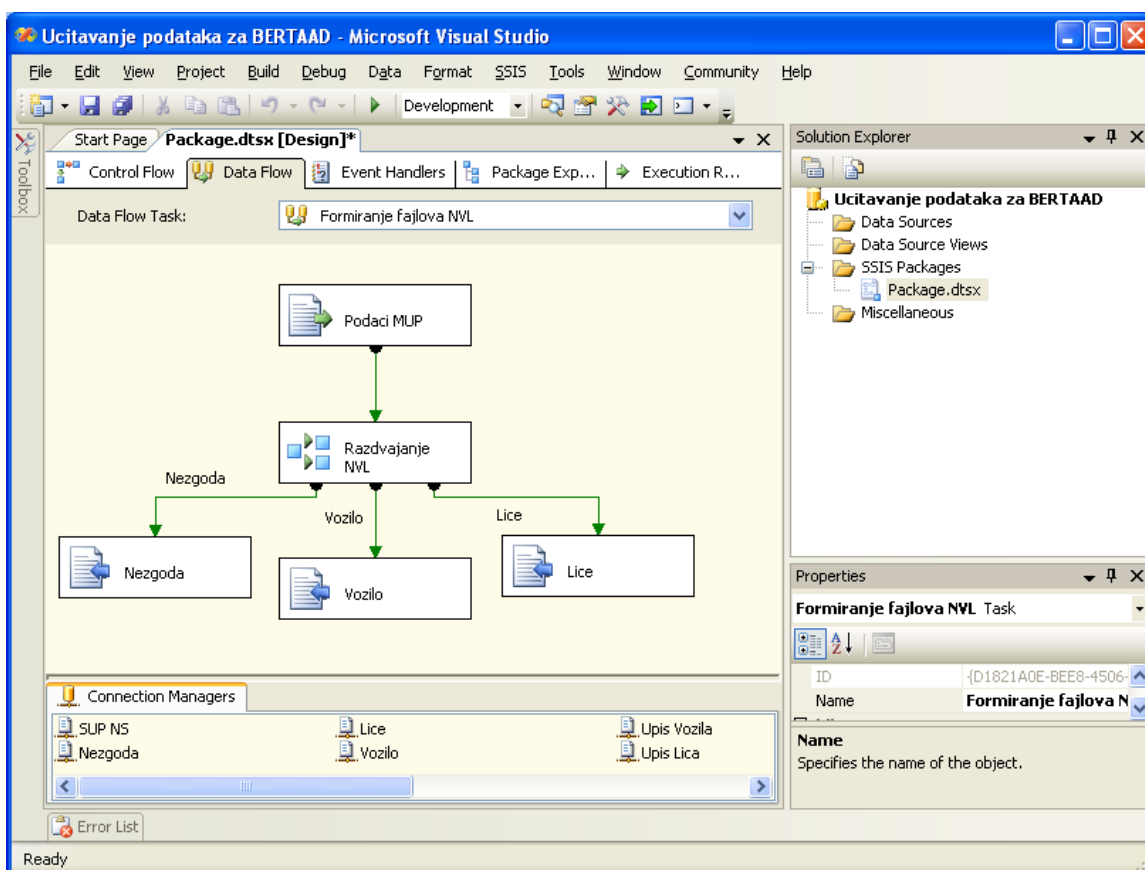 Ucitavanje podataka za BERTAAD - Microsoft Visual Studio
File Edit View Project Build Debug Data Format SSIS Tools Window Community Help
Development
Toolbox
Start Page Package.dtsx [Design]*
Control Flow Data Flow Event Handlers Package Exp... Execution R...
Data Flow Task: Formiranje fajlova NVL
Podaci MUP
Razdvajanje
NVL
Nezgoda
Vozilo
Lice
Nezgoda
Vozilo
Lice
Connection Managers
SUP NS Lice Upis Vozila
Nezgoda Vozilo Upis Lica
Error List
Ready
Solution Explorer
Ucitavanje podataka za BERTAAD
Data Sources
Data Source Views
SSIS Packages
Package.dtsx
Miscellaneous
Properties
Formiranje fajlova NVL Task
ID {D1821A0E-BEE8-4506-
Name Formiranje fajlova N
Name
Specifies the name of the object.